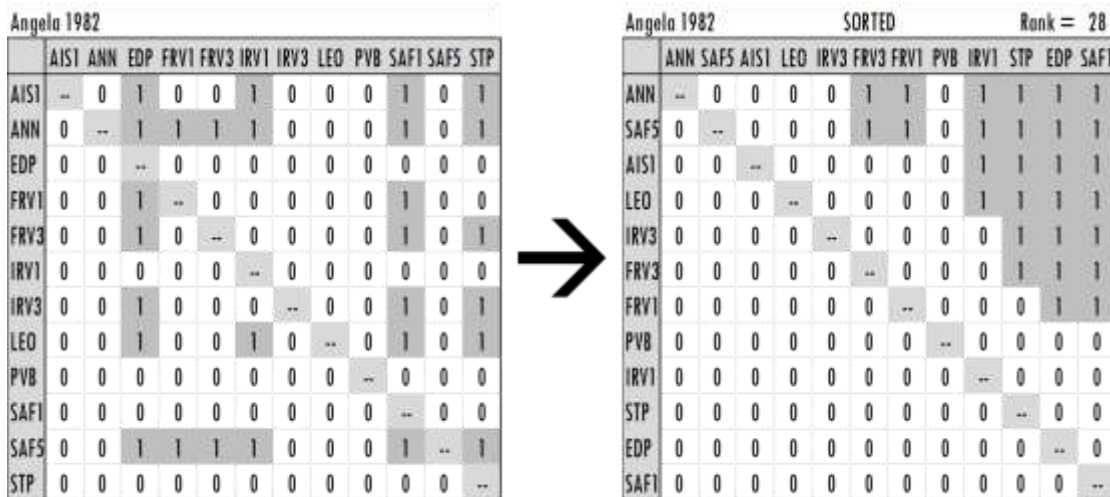 Angela 1982
AIS1 ANN EDP FRV1 FRV3 IRV1 IRV3 LEO PVB SAF1 SAF5 STP
AIS1 -- 0 1 0 0 1 0 0 0 1 0 1
ANN 0 -- 1 1 1 1 0 0 0 1 0 1
EDP 0 0 -- 0 0 0 0 0 0 0 0 0
FRV1 0 0 1 -- 0 0 0 0 0 1 0 0
FRV3 0 0 1 0 -- 0 0 0 0 1 0 1
IRV1 0 0 0 0 0 -- 0 0 0 0 0 0
IRV3 0 0 1 0 0 0 -- 0 0 1 0 1
LEO 0 0 1 0 0 1 0 -- 0 1 0 1
PVB 0 0 0 0 0 0 0 0 -- 0 0 0
SAF1 0 0 0 0 0 0 0 0 0 -- 0 0
SAF5 0 0 1 1 1 1 0 0 0 1 -- 1
STP 0 0 0 0 0 0 0 0 0 0 0 --
Angela 1982 SORTED Rank = 28
ANN SAF5 AIS1 LEO IRV3 FRV3 FRV1 PVB IRV1 STP EDP SAF1
ANN -- 0 0 0 0 1 1 0 1 1 1 1
SAF5 0 -- 0 0 0 1 1 0 1 1 1 1
AIS1 0 0 -- 0 0 0 0 0 1 1 1 1
LEO 0 0 0 -- 0 0 0 0 1 1 1 1
IRV3 0 0 0 0 -- 0 0 0 0 1 1 1
FRV3 0 0 0 0 0 -- 0 0 0 1 1 1
FRV1 0 0 0 0 0 0 -- 0 0 0 1 1
PVB 0 0 0 0 0 0 0 -- 0 0 0 0
IRV1 0 0 0 0 0 0 0 0 -- 0 0 0
STP 0 0 0 0 0 0 0 0 0 -- 0 0
EDP 0 0 0 0 0 0 0 0 0 0 -- 0
SAF1 0 0 0 0 0 0 0 0 0 0 0 --